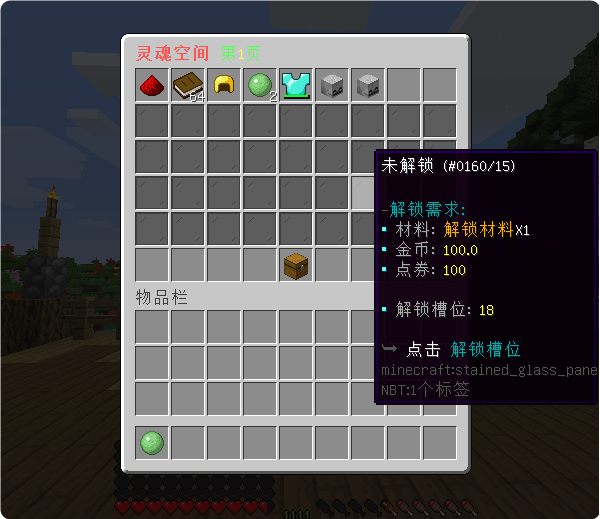 灵魂空间 第1页
64
2
未解锁 (#0160/15)
-解锁需求:
▪ 材料: 解锁材料X1
▪ 金币: 100.0
▪ 点券: 100
▪ 解锁槽位: 18
➥ 点击 解锁槽位
minecraft:stained_glass_pane
NBT:1个标签
物品栏